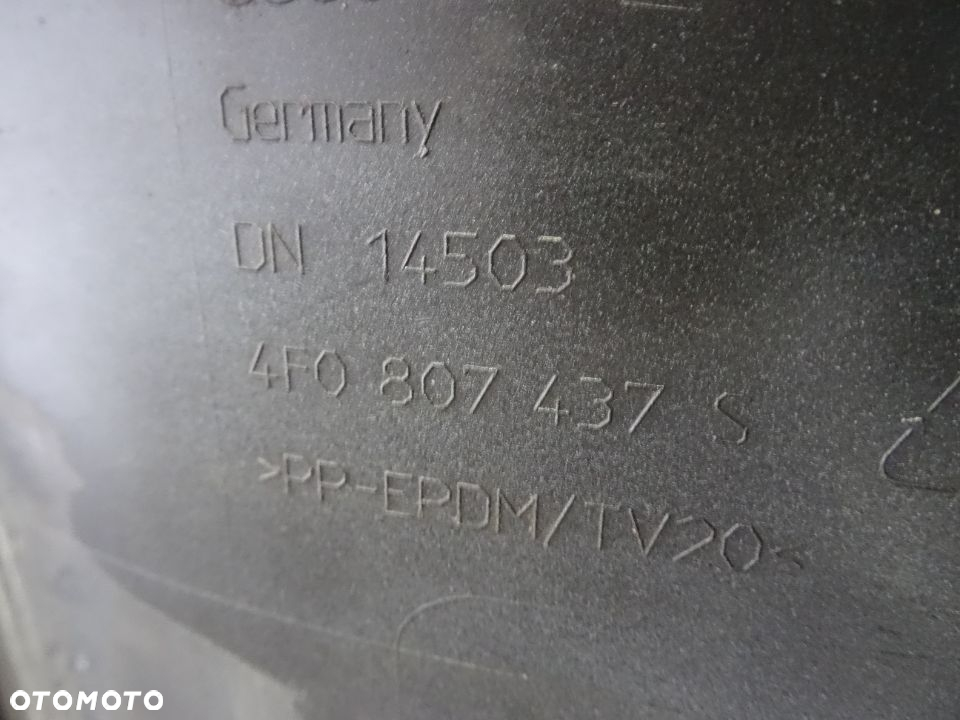 Germany
DN 14503
4F0 807 437 S
>PP-EPDM/TV20<
OTOMOTO